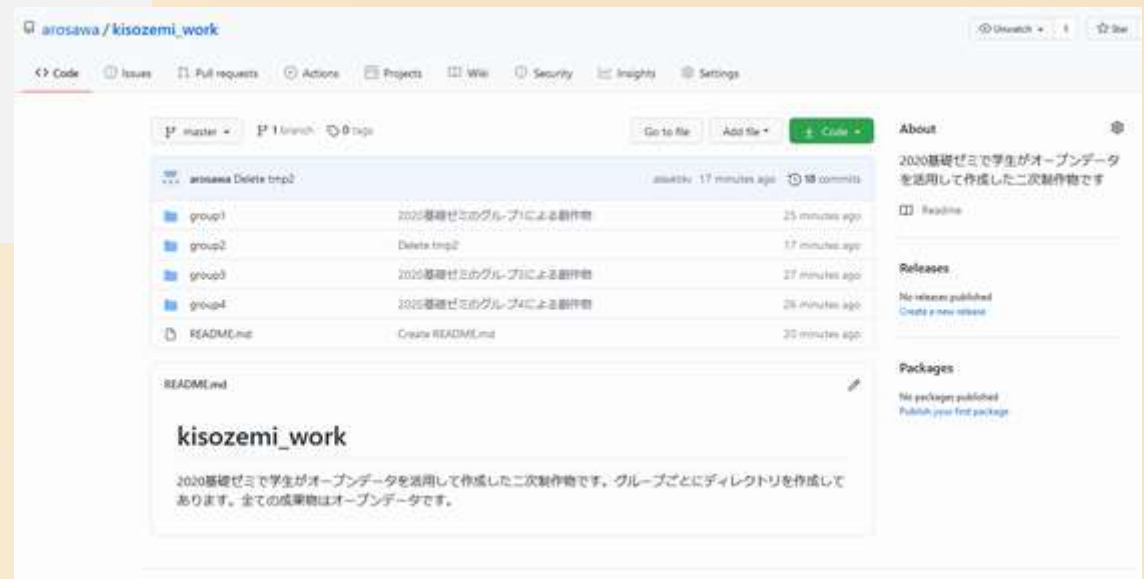 arosawa / kisozemi_work
Unwatch 1 Star
Code Issues Pull requests Actions Projects Wiki Security Insights Settings
master 1 branch 0 tags Go to file Add file Code
arosawa Delete tmp2 17 minutes ago 18 commits
group1 2020基礎ゼミのグループ1による創作物 25 minutes ago
group2 Delete tmp2 17 minutes ago
group3 2020基礎ゼミのグループ3による創作物 27 minutes ago
group4 2020基礎ゼミのグループ4による創作物 26 minutes ago
README.md Create README.md 20 minutes ago
README.md
kisozemi_work
2020基礎ゼミで学生がオープンデータを活用して作成した二次制作物です。グループごとにディレクトリを作成して
あります。全ての成果物はオープンデータです。
About
2020基礎ゼミで学生がオープンデータ
を活用して作成した二次制作物です
Readme
Releases
No releases published
Create a new release
Packages
No packages published
Publish your first package